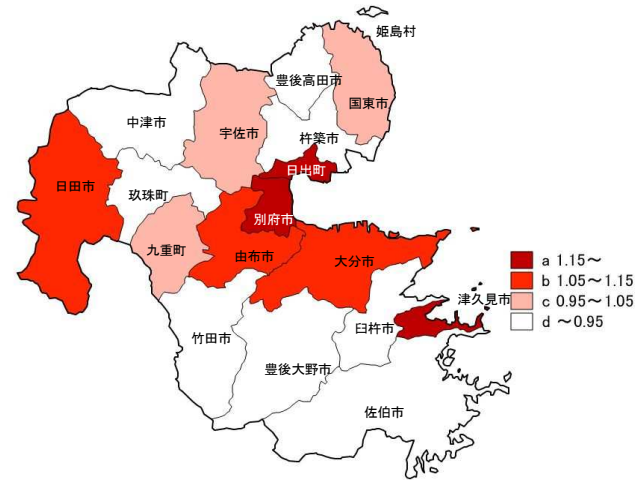 姫島村
豊後高田市
国東市
中津市
宇佐市
杵築市
日出町
日田市
玖珠町
別府市
九重町
由布市
大分市
a 1.15～
b 1.05～1.15
c 0.95～1.05
d ～0.95
津久見市
臼杵市
竹田市
豊後大野市
佐伯市